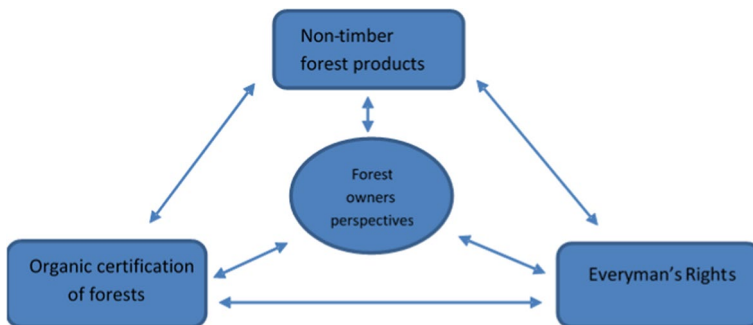 Non-timber
forest products
Forest
owners
perspectives
Organic certification
of forests
Everyman's Rights